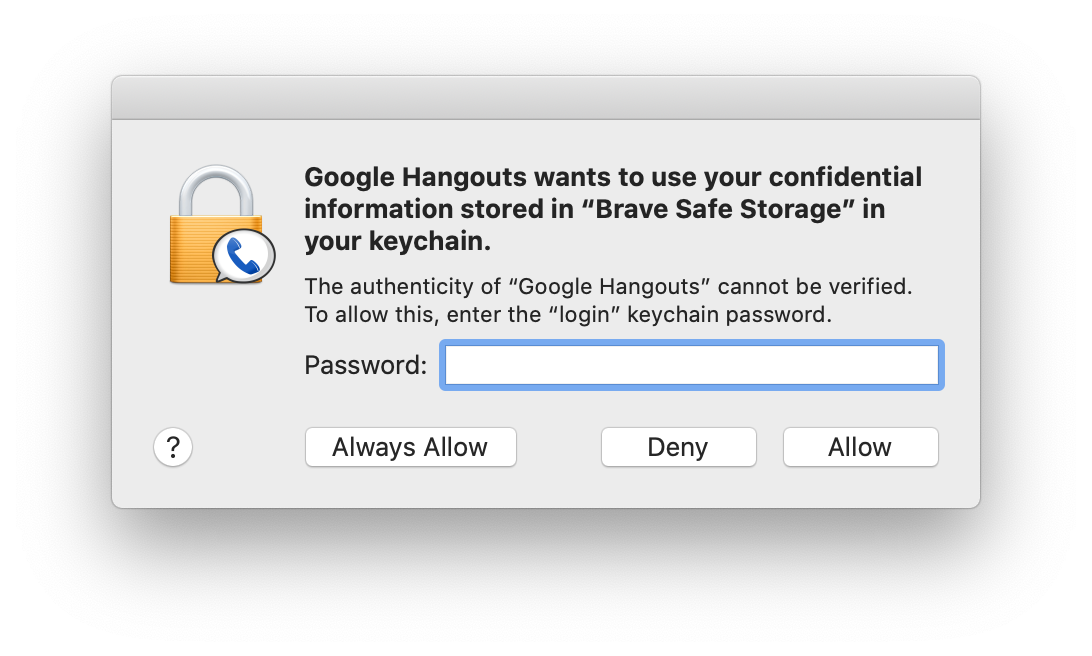 Google Hangouts wants to use your confidential
information stored in “Brave Safe Storage” in
your keychain.
The authenticity of “Google Hangouts” cannot be verified.
To allow this, enter the “login” keychain password.
Password:
?
Always Allow
Deny
Allow